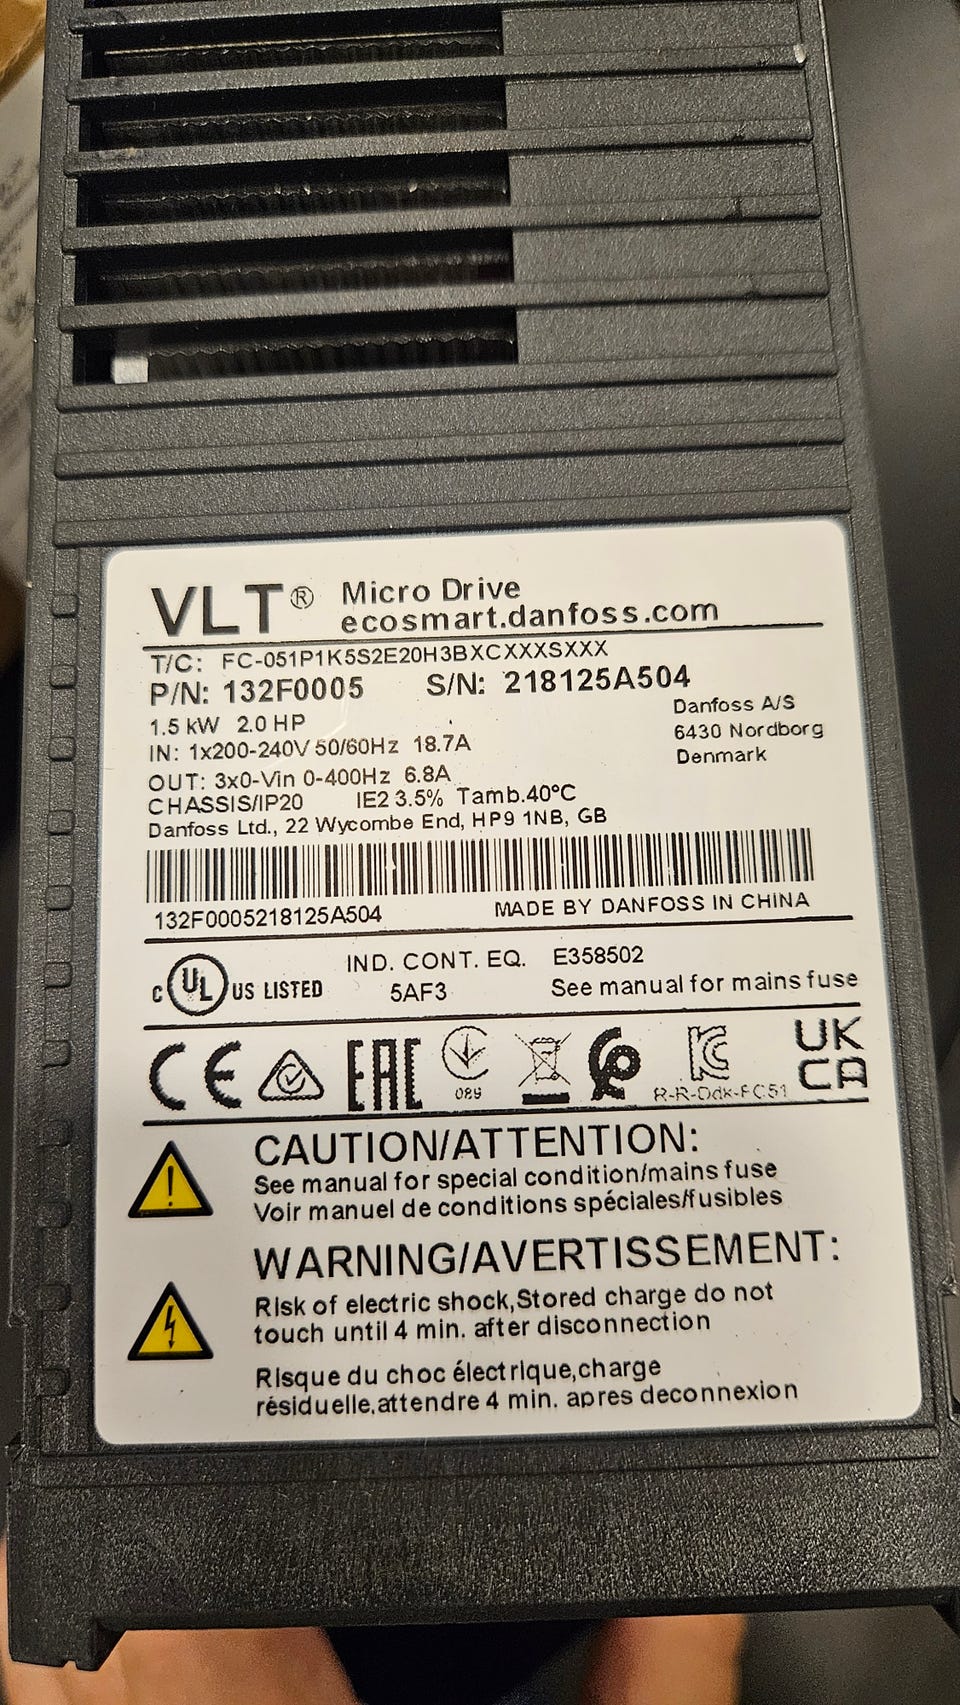 VLT® Micro Drive
ecosmart.danfoss.com
T/C: FC-051P1K5S2E20H3BXCXXXSXXX
P/N: 132F0005 S/N: 218125A504
1.5 kW 2.0 HP
IN: 1x200-240V 50/60Hz 18.7A
OUT: 3x0-Vin 0-400Hz 6.8A
CHASSIS/IP20 IE2 3.5% Tamb.40°C
Danfoss A/S
6430 Nordborg
Denmark
Danfoss Ltd., 22 Wycombe End, HP9 1NB, GB
132F0005218125A504 MADE BY DANFOSS IN CHINA
c UL US LISTED
IND. CONT. EQ. E358502
5AF3 See manual for mains fuse
CE EAC 089 R-R-Ddk-FC51 UK CA
CAUTION/ATTENTION:
See manual for special condition/mains fuse
Voir manuel de conditions spéciales/fusibles
WARNING/AVERTISSEMENT:
Risk of electric shock,Stored charge do not
touch until 4 min. after disconnection
Risque du choc électrique,charge
résiduelle,attendre 4 min. apres deconnexion